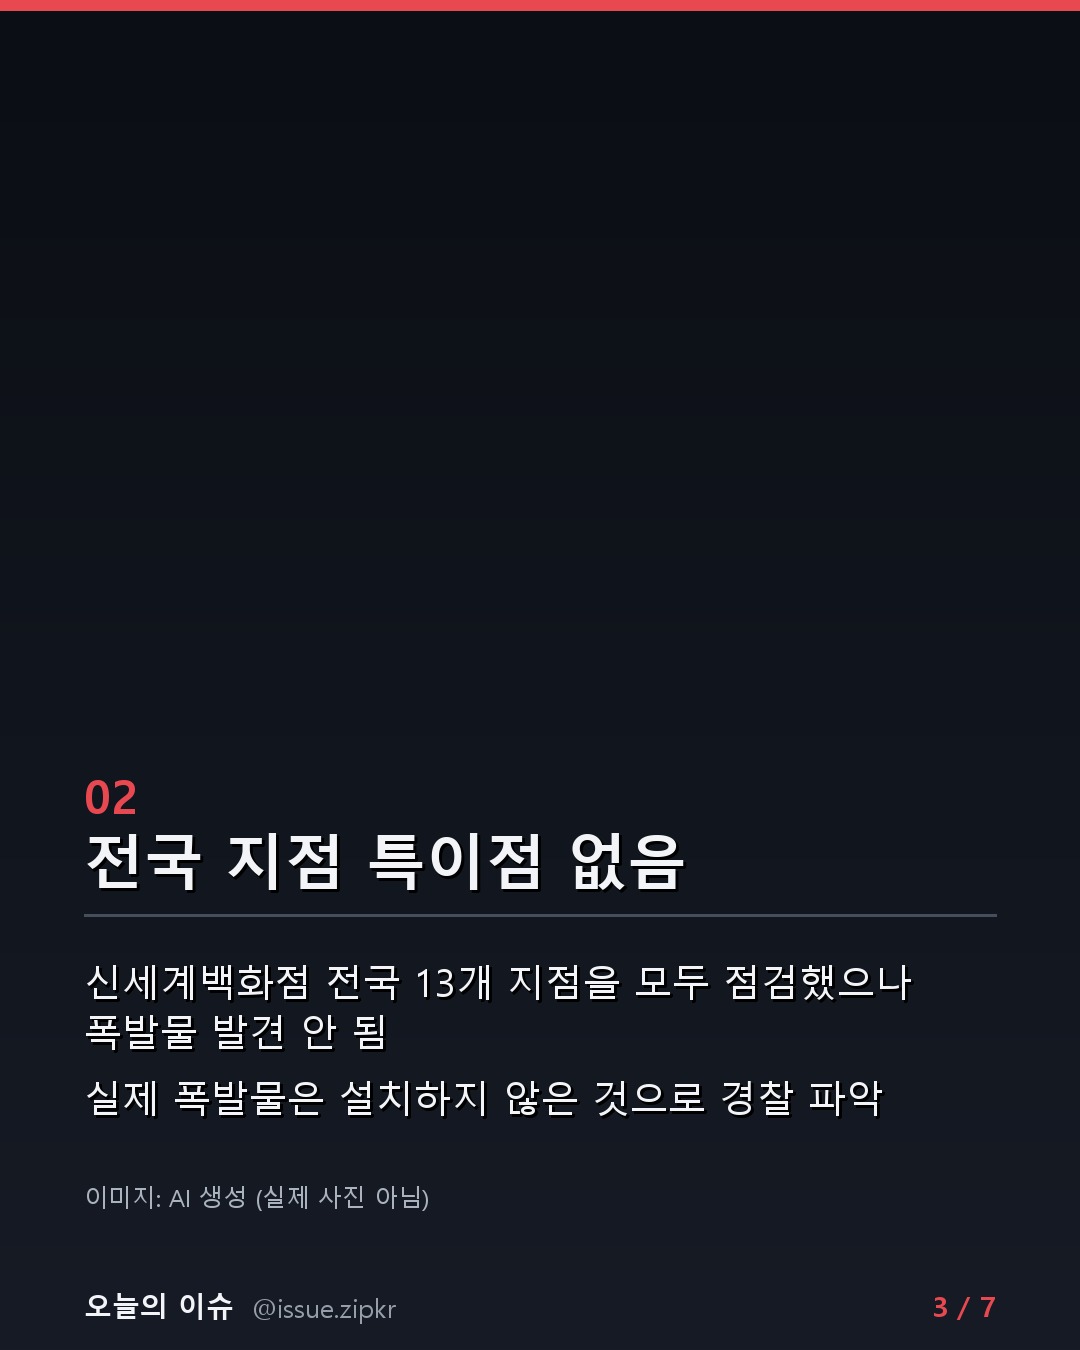 02
전국 지점 특이점 없음
신세계백화점 전국 13개 지점을 모두 점검했으나
폭발물 발견 안 됨
실제 폭발물은 설치하지 않은 것으로 경찰 파악
이미지: AI 생성 (실제 사진 아님)
오늘의 이슈 @issue.zipkr 3 / 7